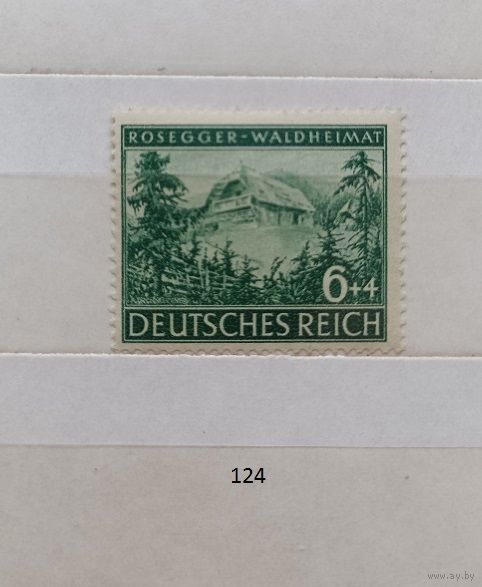 ROSEGGER-WALDHEIMAT
6+4
DEUTSCHES REICH
124
www.ay.by